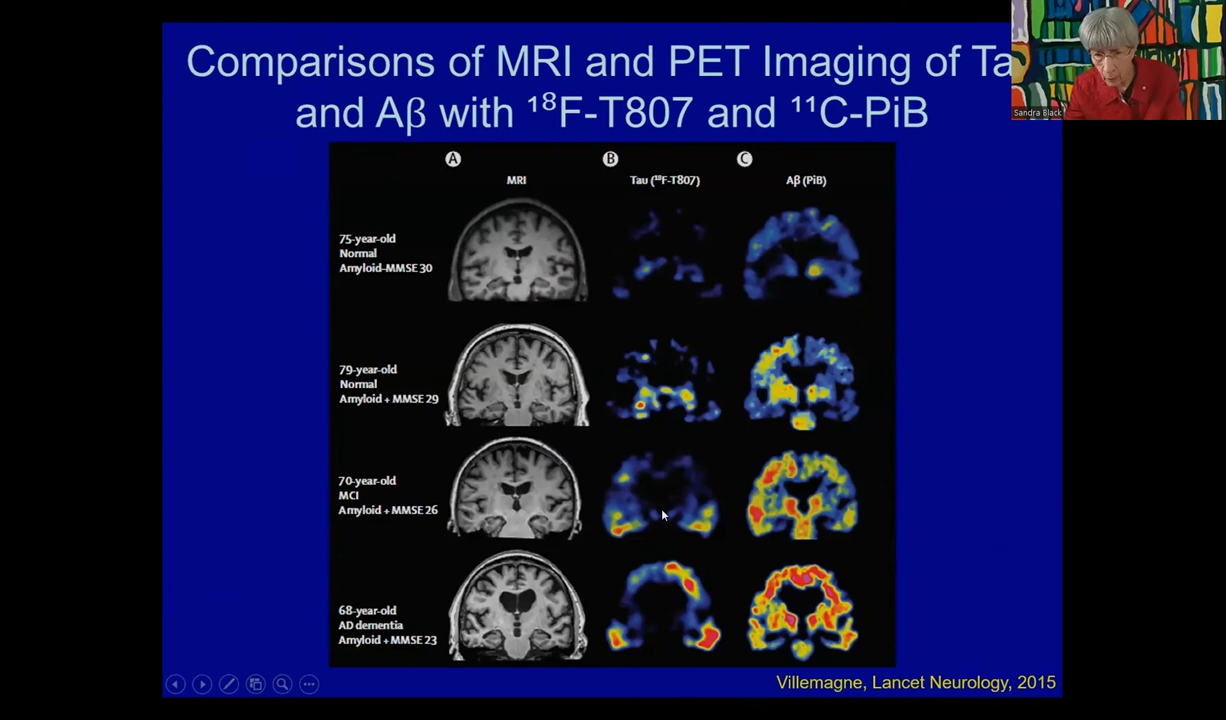 Comparisons of MRI and PET Imaging of Ta
and Aβ with ¹⁸F-T807 and ¹¹C-PiB
Sandra Black
A B C
MRI Tau (¹⁸F-T807) Aβ (PiB)
75-year-old
Normal
Amyloid–MMSE 30
79-year-old
Normal
Amyloid + MMSE 29
70-year-old
MCI
Amyloid + MMSE 26
68-year-old
AD dementia
Amyloid + MMSE 23
Villemagne, Lancet Neurology, 2015